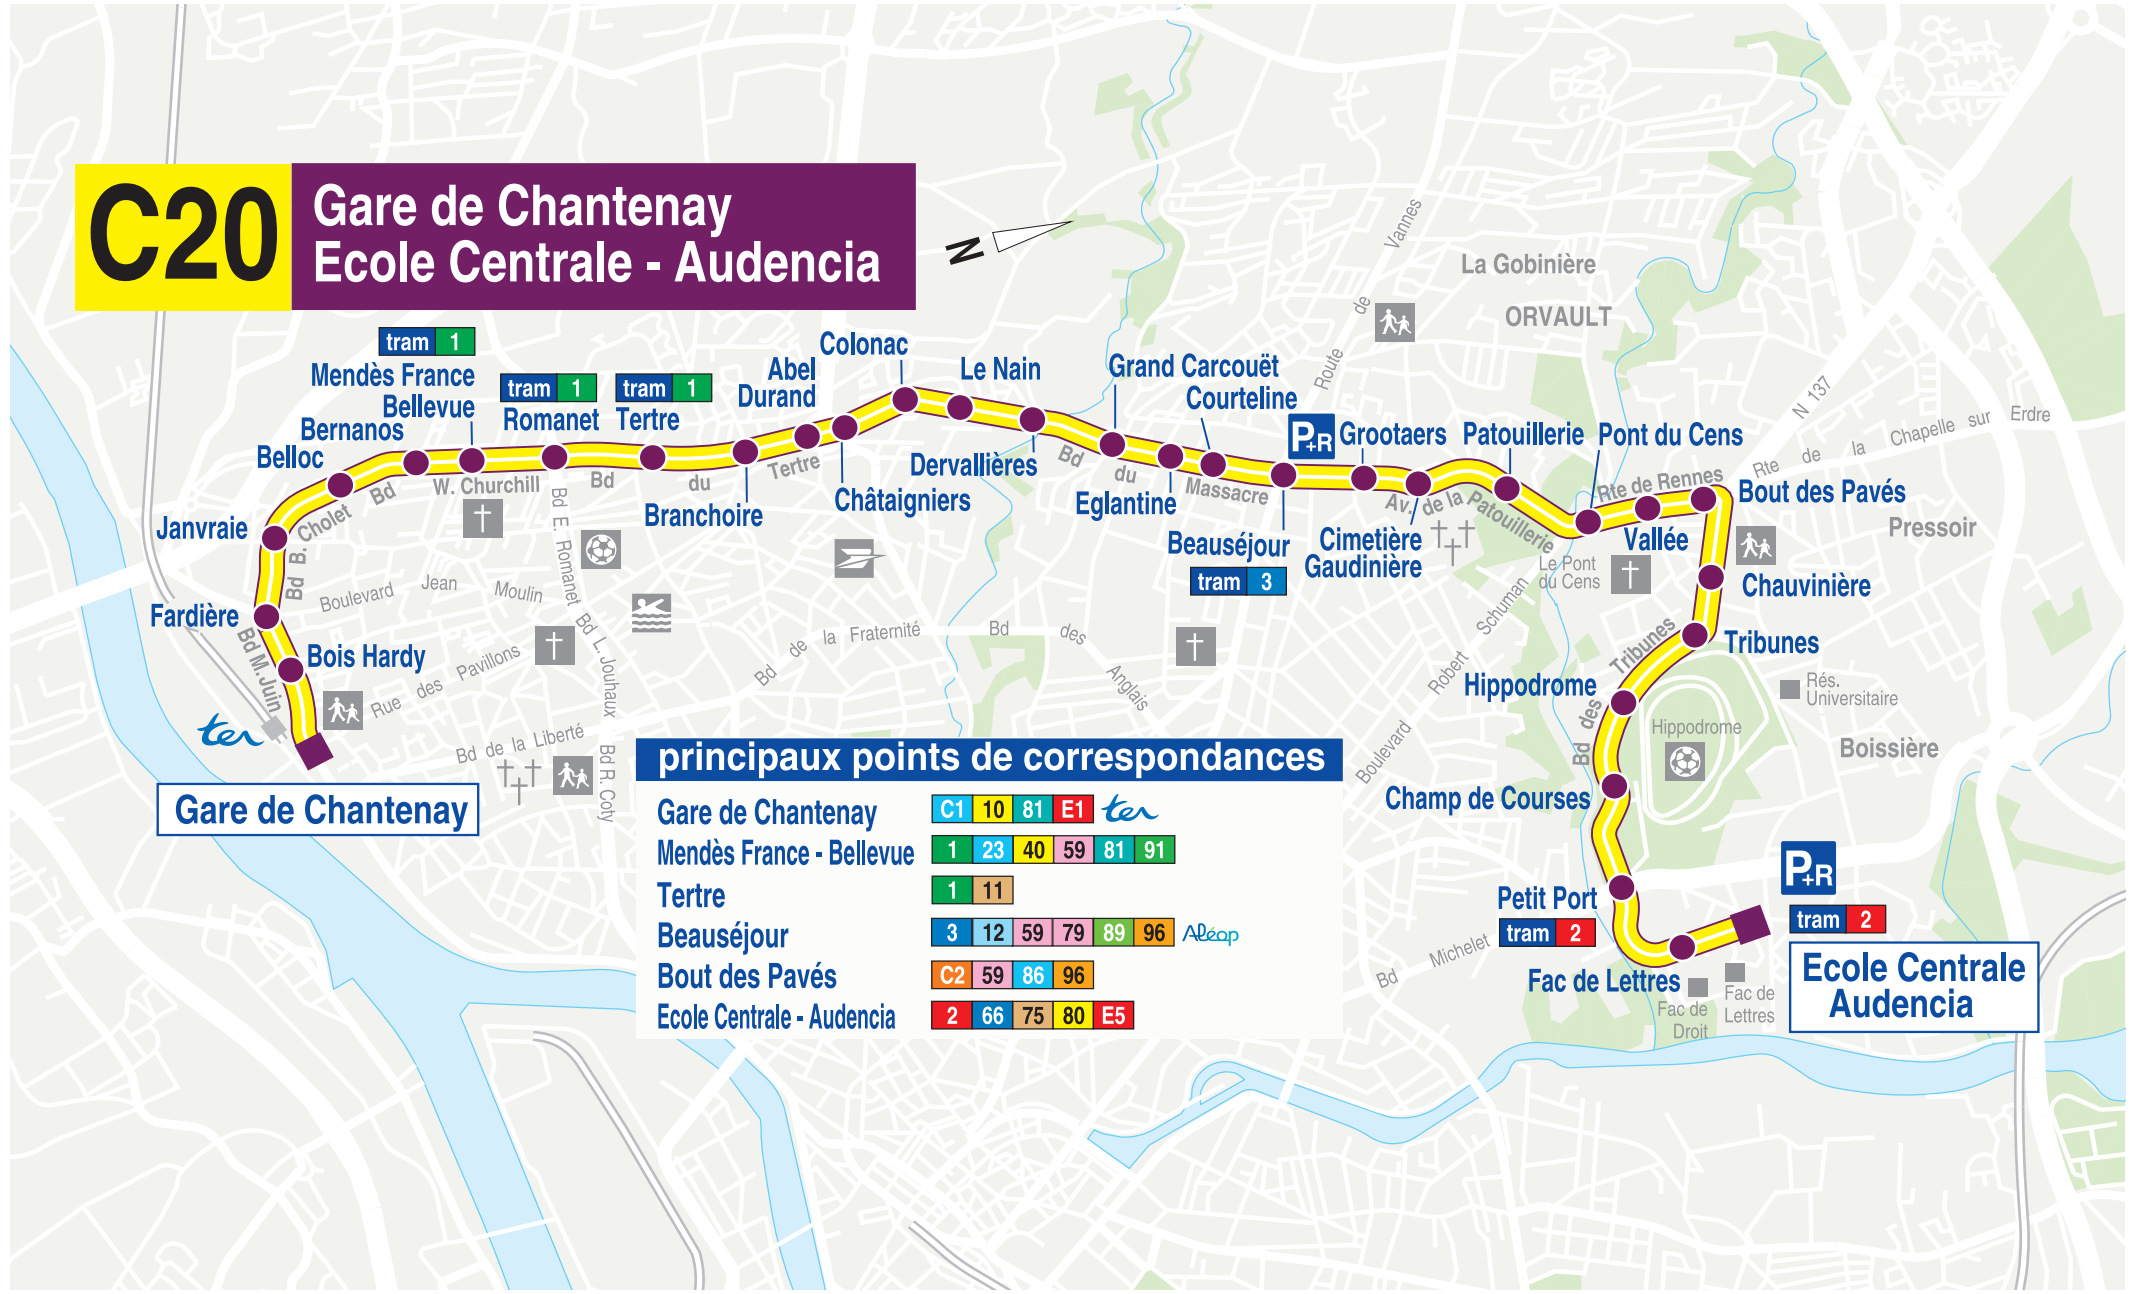 C20
Gare de Chantenay
Ecole Centrale - Audencia
N
tram 1
Mendès France
Bellevue
tram 1
Romanet
tram 1
Tertre
Bernanos
Belloc
Janvraie
Fardière
Bois Hardy
ter
Gare de Chantenay
Abel
Durand
Colonac
Le Nain
Branchoire
Châtaigniers
Dervallières
Grand Carcouët
Courteline
Eglantine
Beauséjour
tram 3
P+R
Grootaers
Cimetière
Gaudinière
Patouillerie
Pont du Cens
Vallée
Bout des Pavés
Chauvinière
Tribunes
Hippodrome
Champ de Courses
Petit Port
tram 2
Fac de Lettres
P+R
tram 2
Ecole Centrale
Audencia
Bd M. Juin
Bd B. Cholet
Bd
W. Churchill
Bd du Tertre
Bd du Massacre
Av. de la Patouillerie
Rte de Rennes
Bd des Tribunes
Boulevard Jean Moulin
Rue des Pavillons
Bd de la Liberté
Bd E. Romanet
Bd L. Jouhaux
Bd R. Coty
Bd de la Fraternité
Bd des Anglais
Route de Vannes
La Gobinière
ORVAULT
N 137
Rte de la Chapelle sur Erdre
Pressoir
Le Pont
du Cens
Boulevard Robert Schuman
Hippodrome
Rés.
Universitaire
Boissière
Bd Michelet
Fac de
Droit
Fac de
Lettres
principaux points de correspondances
Gare de Chantenay C1 10 81 E1 ter
Mendès France - Bellevue 1 23 40 59 81 91
Tertre 1 11
Beauséjour 3 12 59 79 89 96 Aléop
Bout des Pavés C2 59 86 96
Ecole Centrale - Audencia 2 66 75 80 E5